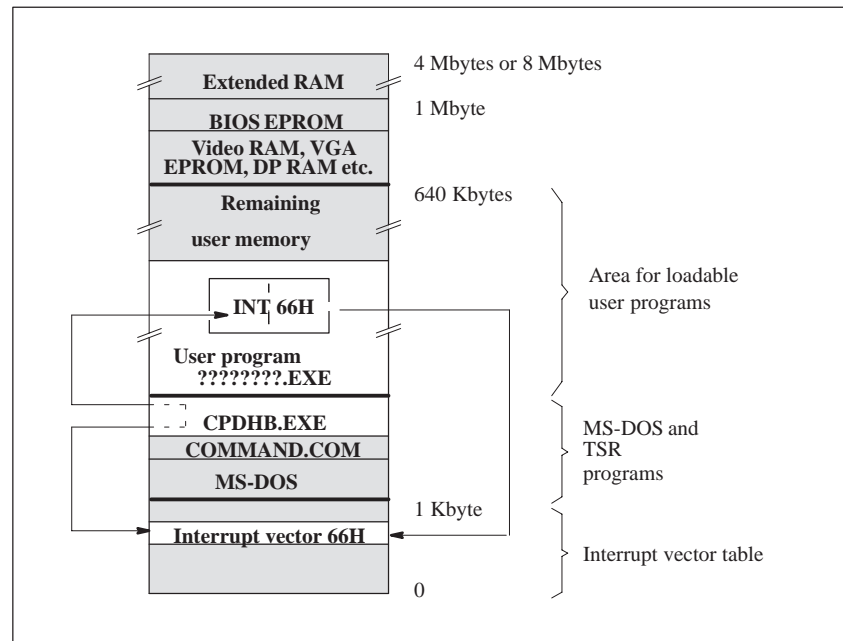 4 Mbytes or 8 Mbytes
Extended RAM
1 Mbyte
BIOS EPROM
Video RAM, VGA
EPROM, DP RAM etc.
640 Kbytes
Remaining
user memory
Area for loadable
user programs
INT 66H
User program
????????.EXE
CPDHB.EXE
MS-DOS and
TSR
programs
COMMAND.COM
MS-DOS
1 Kbyte
Interrupt vector 66H
Interrupt vector table
0